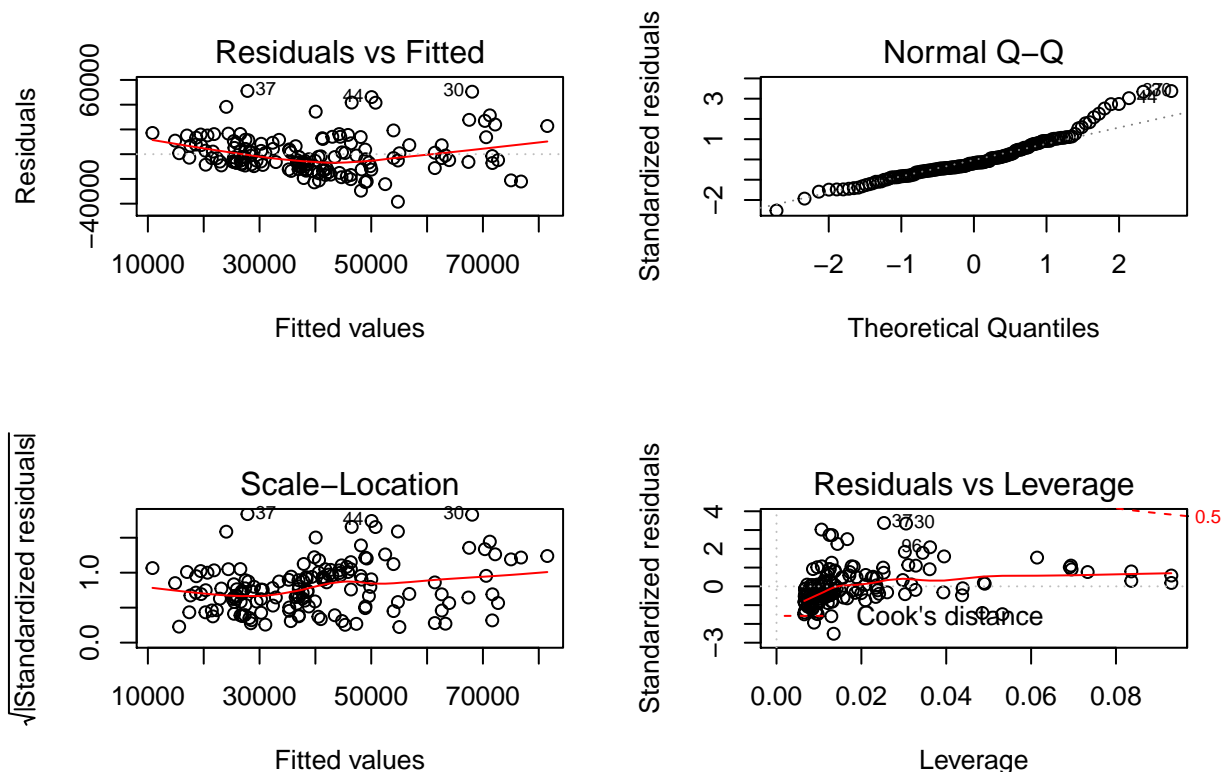 Residuals vs Fitted
Residuals
60000
−40000
37
44
30
10000 30000 50000 70000
Fitted values
Normal Q−Q
Standardized residuals
3
1
−2
37
30
44
−2 −1 0 1 2
Theoretical Quantiles
Scale−Location
√|Standardized residuals|
1.0
0.0
37
44
30
10000 30000 50000 70000
Fitted values
Residuals vs Leverage
Standardized residuals
4
2
0
−3
37
30
96
0.5
Cook's distance
0.00 0.02 0.04 0.06 0.08
Leverage